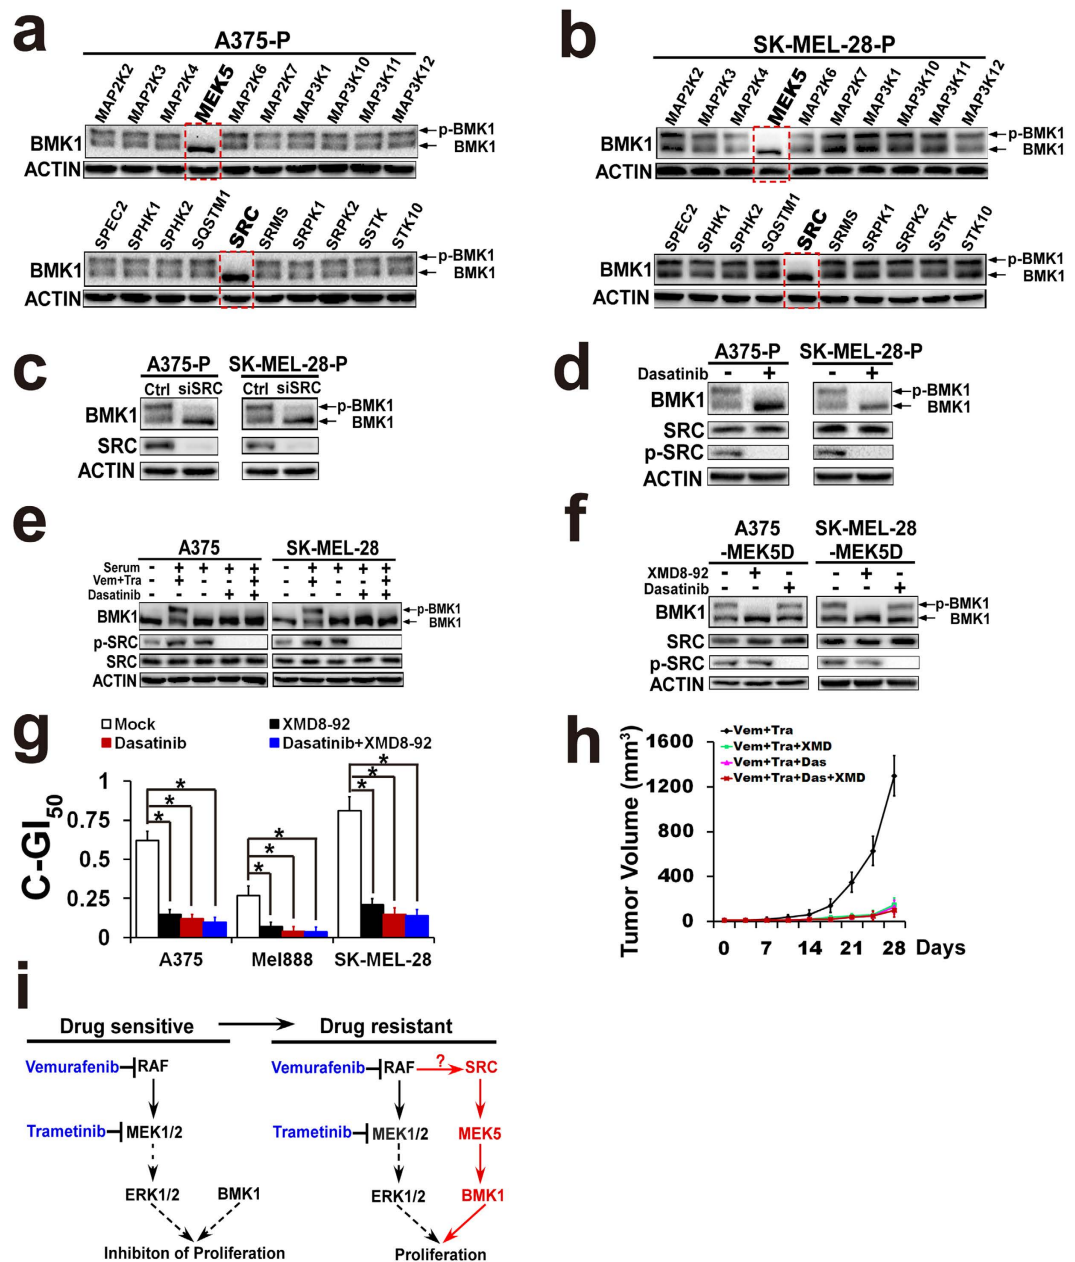 a
A375-P
MAP2K2 MAP2K3 MAP2K4 MEK5 MAP2K6 MAP2K7 MAP3K1 MAP3K10 MAP3K11 MAP3K12
BMK1
p-BMK1
BMK1
ACTIN
SPEC2 SPHK1 SPHK2 SQSTM1 SRC SRMS SRPK1 SRPK2 SSTK STK10
BMK1
p-BMK1
BMK1
ACTIN
b
SK-MEL-28-P
MAP2K2 MAP2K3 MAP2K4 MEK5 MAP2K6 MAP2K7 MAP3K1 MAP3K10 MAP3K11 MAP3K12
BMK1
p-BMK1
BMK1
ACTIN
SPEC2 SPHK1 SPHK2 SQSTM1 SRC SRMS SRPK1 SRPK2 SSTK STK10
BMK1
p-BMK1
BMK1
ACTIN
c
A375-P SK-MEL-28-P
Ctrl siSRC Ctrl siSRC
BMK1
p-BMK1
BMK1
SRC
ACTIN
d
A375-P SK-MEL-28-P
Dasatinib - + - +
BMK1
p-BMK1
BMK1
SRC
p-SRC
ACTIN
e
A375 SK-MEL-28
- + + + + Serum - + + + +
- + - - + Vem+Tra - + - - +
- - - + + Dasatinib - - - + +
BMK1
p-BMK1
BMK1
p-SRC
SRC
ACTIN
f
A375 SK-MEL-28
-MEK5D -MEK5D
XMD8-92 - + - - + -
Dasatinib - - + - - +
BMK1
p-BMK1
BMK1
SRC
p-SRC
ACTIN
g
Mock XMD8-92
Dasatinib Dasatinib+XMD8-92
C-GI50
1
0.75
0.5
0.25
0
* * * * * * * * *
A375 Mel888 SK-MEL-28
h
Vem+Tra
Vem+Tra+XMD
Vem+Tra+Das
Vem+Tra+Das+XMD
Tumor Volume (mm3)
1600
1200
800
400
0
0 7 14 21 28 Days
i
Drug sensitive Drug resistant
Vemurafenib RAF Vemurafenib RAF ? SRC
Trametinib MEK1/2 Trametinib MEK1/2 MEK5
ERK1/2 BMK1 ERK1/2 BMK1
Inhibiton of Proliferation Proliferation